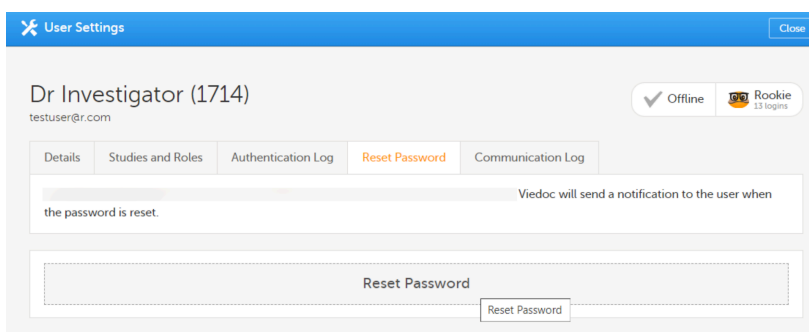 User Settings
Close
Dr Investigator (1714)
testuser@r.com
Offline
Rookie
13 logins
Details
Studies and Roles
Authentication Log
Reset Password
Communication Log
Viedoc will send a notification to the user when
the password is reset.
Reset Password
Reset Password